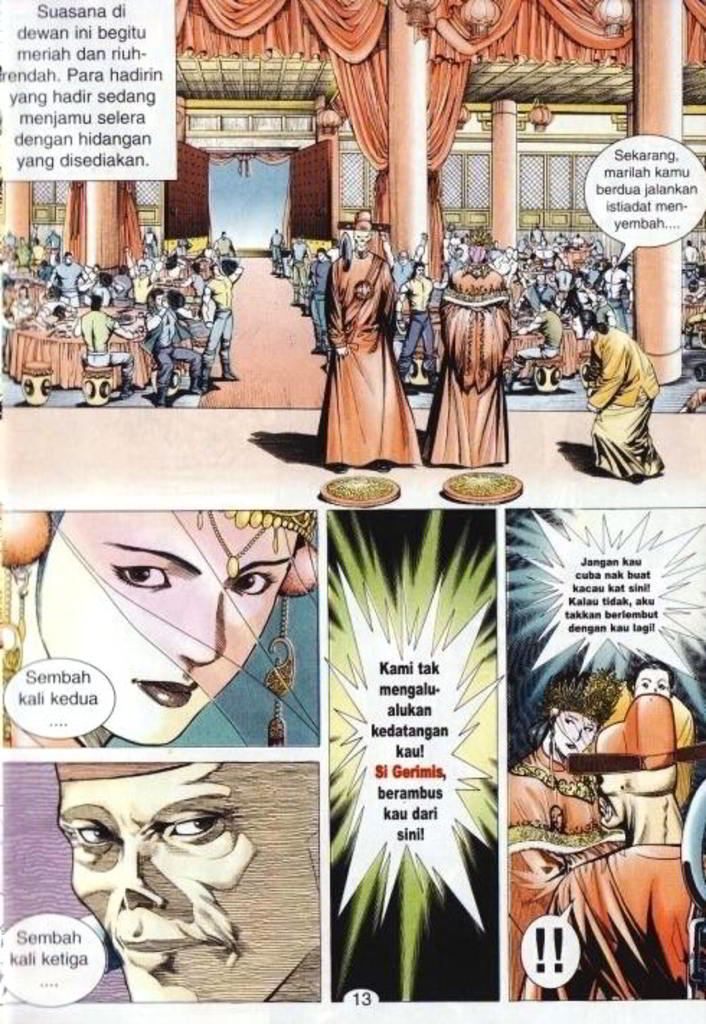 Suasana di
dewan ini begitu
meriah dan riuh-
rendah. Para hadirin
yang hadir sedang
menjamu selera
dengan hidangan
yang disediakan.
Sekarang,
marilah kamu
berdua jalankan
istiadat men-
yembah....
Sembah
kali kedua
....
Sembah
kali ketiga
....
Kami tak
mengalu-
alukan
kedatangan
kau!
Si Gerimis,
berambus
kau dari
sini!
Jangan kau
cuba nak buat
kacau kat sini!
Kalau tidak, aku
takkan berlembut
dengan kau lagi!
!!
13